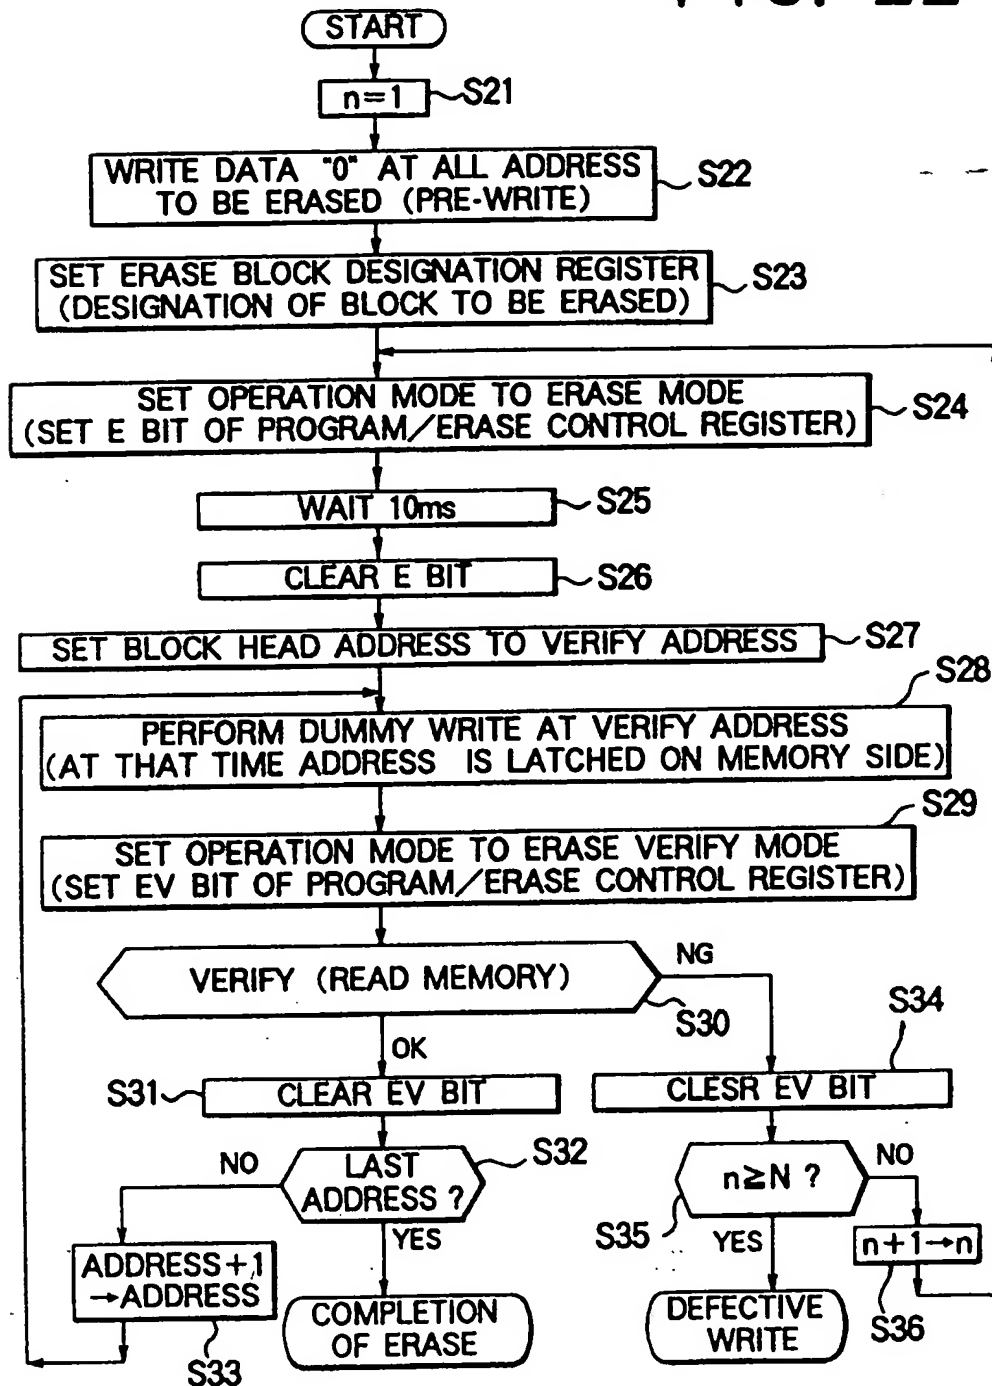 START
n=1
S21
WRITE DATA "0" AT ALL ADDRESS
TO BE ERASED (PRE-WRITE)
S22
SET ERASE BLOCK DESIGNATION REGISTER
(DESIGNATION OF BLOCK TO BE ERASED)
S23
SET OPERATION MODE TO ERASE MODE
(SET E BIT OF PROGRAM/ERASE CONTROL REGISTER)
S24
WAIT 10ms
S25
CLEAR E BIT
S26
SET BLOCK HEAD ADDRESS TO VERIFY ADDRESS
S27
S28
PERFORM DUMMY WRITE AT VERIFY ADDRESS
(AT THAT TIME ADDRESS IS LATCHED ON MEMORY SIDE)
S29
SET OPERATION MODE TO ERASE VERIFY MODE
(SET EV BIT OF PROGRAM/ERASE CONTROL REGISTER)
VERIFY (READ MEMORY)
NG
S30
S34
OK
S31
CLEAR EV BIT
CLESR EV BIT
NO
LAST
ADDRESS ?
S32
n≥N ?
NO
S35
YES
YES
ADDRESS+1
→ADDRESS
S33
n+1→n
S36
COMPLETION
OF ERASE
DEFECTIVE
WRITE